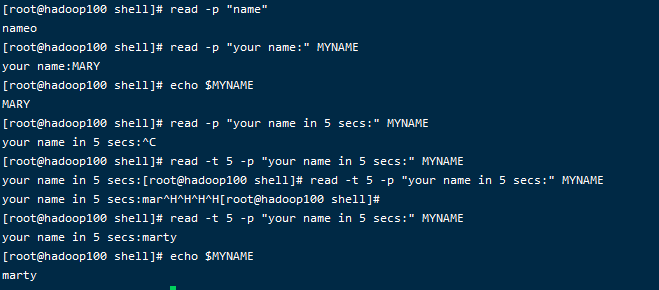 [root@hadoop100 shell]# read -p "name"
nameo
[root@hadoop100 shell]# read -p "your name:" MYNAME
your name:MARY
[root@hadoop100 shell]# echo $MYNAME
MARY
[root@hadoop100 shell]# read -p "your name in 5 secs:" MYNAME
your name in 5 secs:^C
[root@hadoop100 shell]# read -t 5 -p "your name in 5 secs:" MYNAME
your name in 5 secs:[root@hadoop100 shell]# read -t 5 -p "your name in 5 secs:" MYNAME
your name in 5 secs:mar^H^H^H^H[root@hadoop100 shell]#
[root@hadoop100 shell]# read -t 5 -p "your name in 5 secs:" MYNAME
your name in 5 secs:marty
[root@hadoop100 shell]# echo $MYNAME
marty